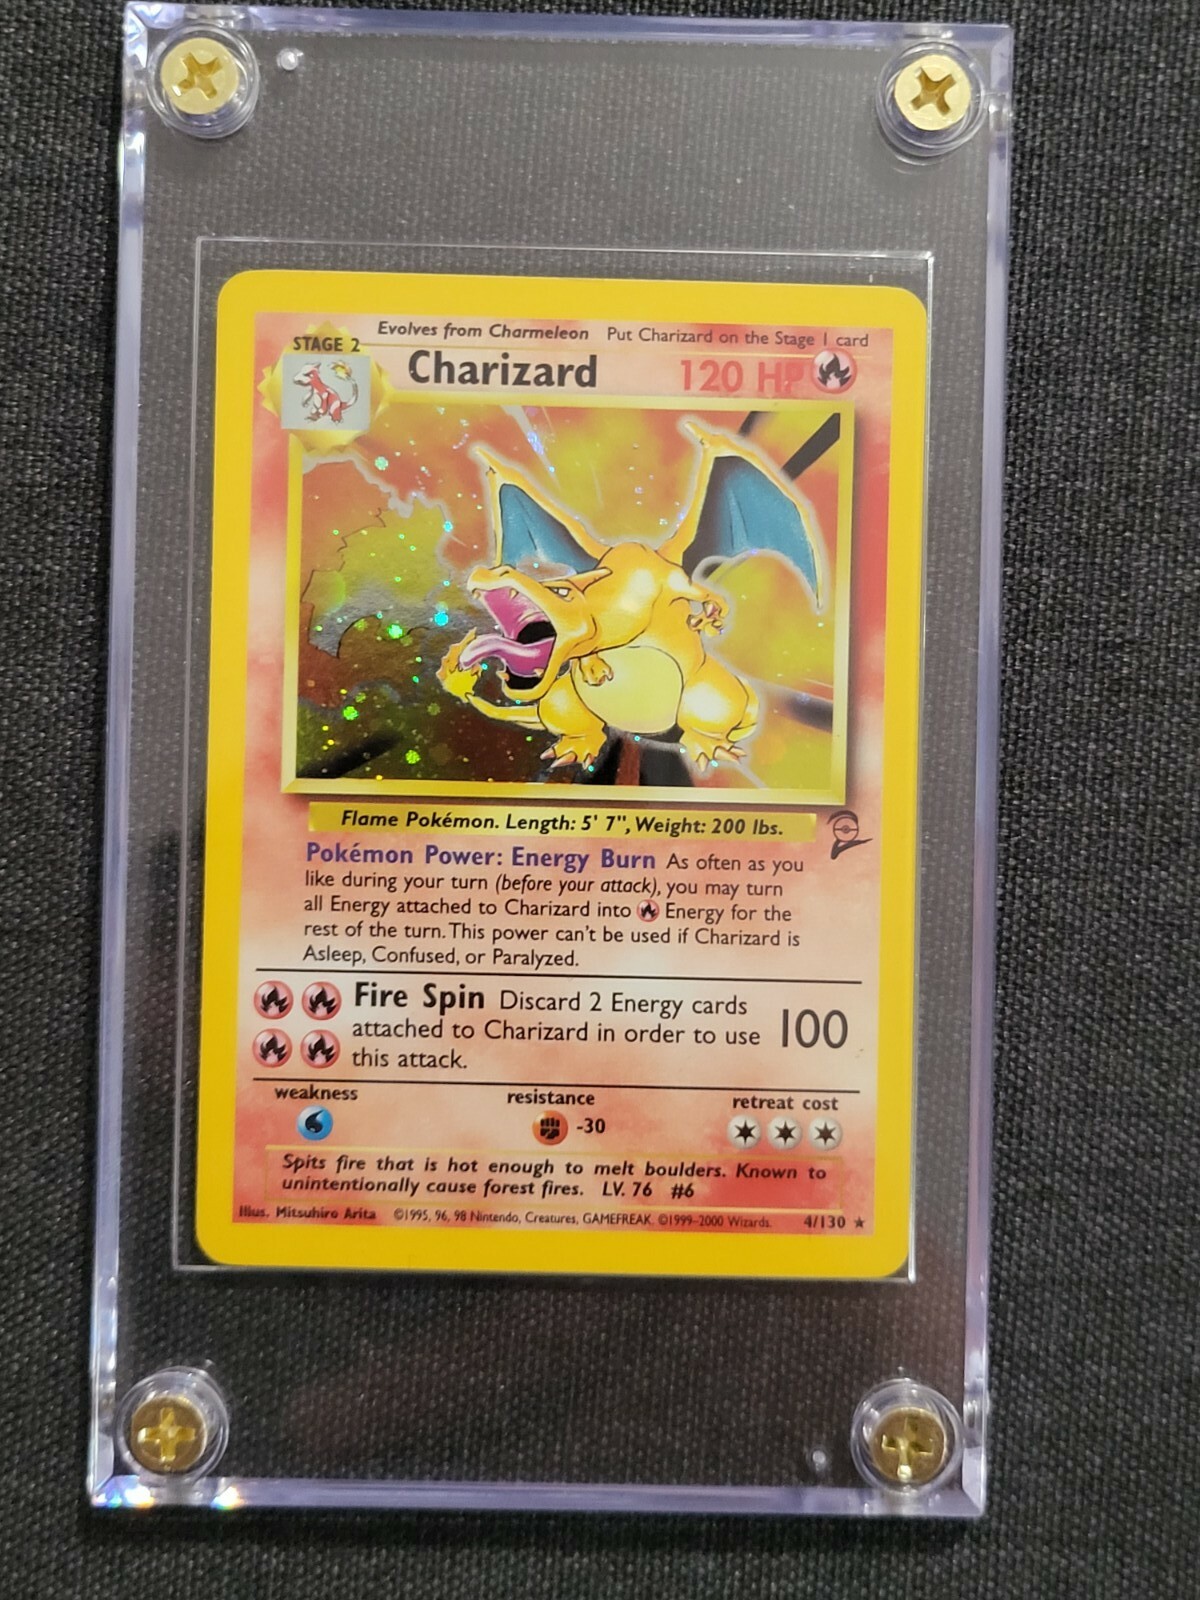 Evolves from Charmeleon Put Charizard on the Stage 1 card
STAGE 2
Charizard 120 HP
Flame Pokémon. Length: 5' 7", Weight: 200 lbs.
Pokémon Power: Energy Burn As often as you
like during your turn (before your attack), you may turn
all Energy attached to Charizard into Energy for the
rest of the turn. This power can't be used if Charizard is
Asleep, Confused, or Paralyzed.
Fire Spin Discard 2 Energy cards
attached to Charizard in order to use 100
this attack.
weakness resistance retreat cost
-30
Spits fire that is hot enough to melt boulders. Known to
unintentionally cause forest fires. LV. 76 #6
Illus. Mitsuhiro Arita ©1995, 96, 98 Nintendo, Creatures, GAMEFREAK. ©1999-2000 Wizards. 4/130 ★